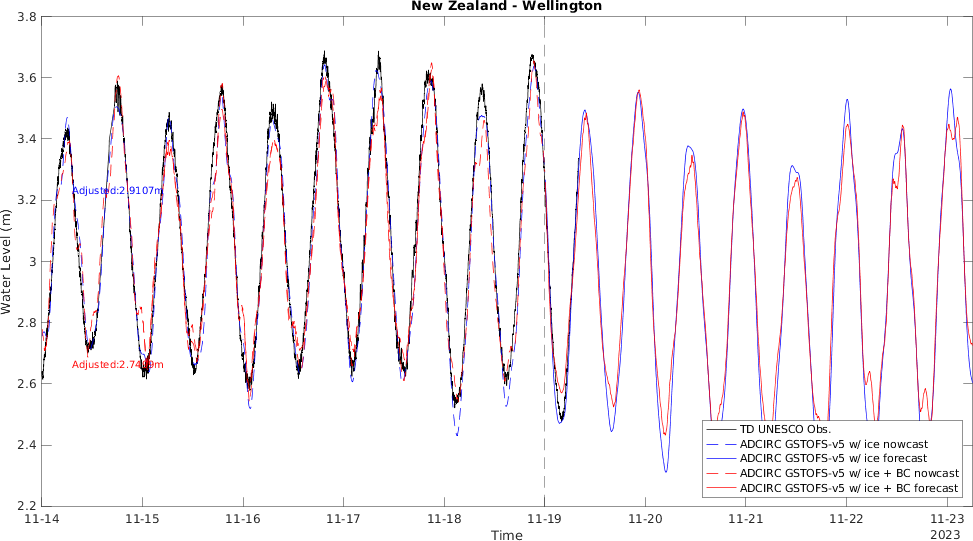 New Zealand - Wellington
3.8
3.6
3.4
3.2
3
2.8
2.6
2.4
2.2
Water Level (m)
Adjusted:2.9107m
TD UNESCO Obs.
ADCIRC GSTOFS-v5 w/ ice nowcast
ADCIRC GSTOFS-v5 w/ ice forecast
ADCIRC GSTOFS-v5 w/ ice + BC nowcast
ADCIRC GSTOFS-v5 w/ ice + BC forecast
11-14 11-15 11-16 11-17 11-18 11-19 11-20 11-21 11-22 11-23
2023
Time